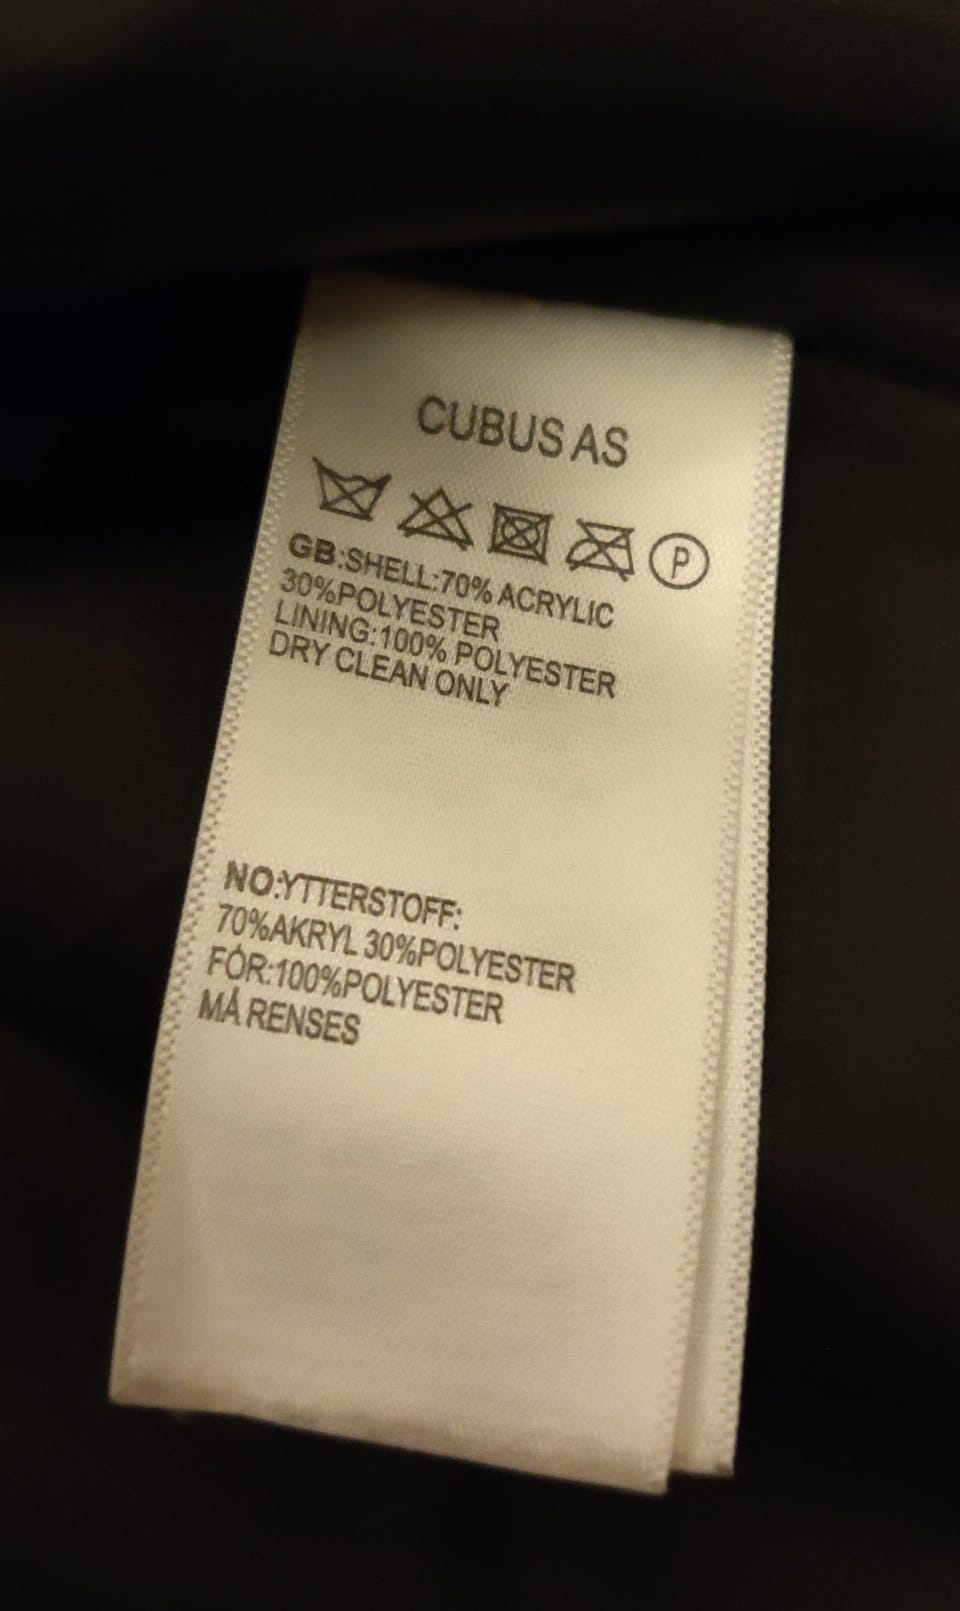 CUBUS AS
P
GB:SHELL:70% ACRYLIC
30%POLYESTER
LINING:100% POLYESTER
DRY CLEAN ONLY
NO:YTTERSTOFF:
70%AKRYL 30%POLYESTER
FÓR:100%POLYESTER
MÅ RENSES